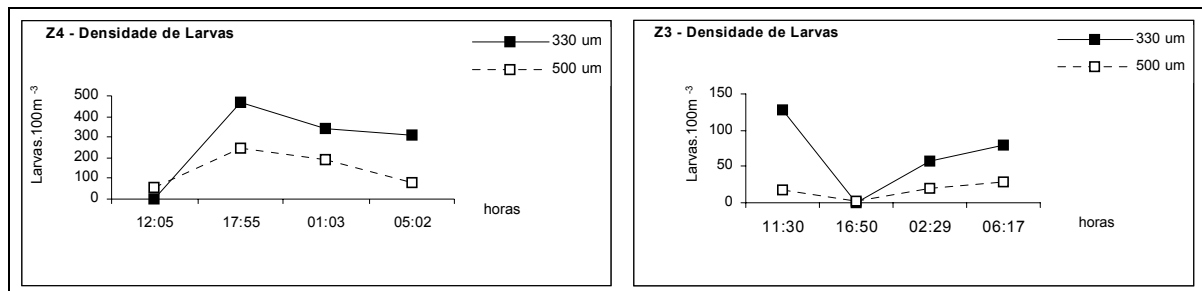 Z4 - Densidade de Larvas
330 um
500 um
Larvas.100m -3
500
400
300
200
100
0
12:05 17:55 01:03 05:02
horas
Z3 - Densidade de Larvas
330 um
500 um
Larvas.100m -3
150
100
50
0
11:30 16:50 02:29 06:17
horas